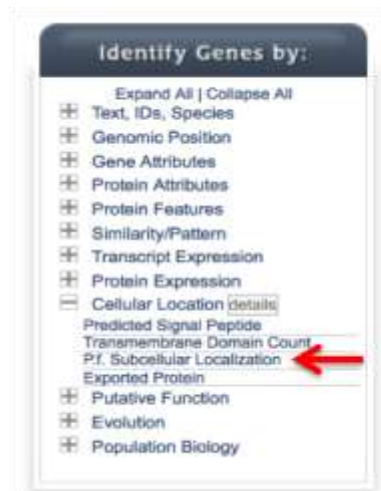 Identify Genes by:
Expand All | Collapse All
Text, IDs, Species
Genomic Position
Gene Attributes
Protein Attributes
Protein Features
Similarity/Pattern
Transcript Expression
Protein Expression
Cellular Location details
Predicted Signal Peptide
Transmembrane Domain Count
P.f. Subcellular Localization
Exported Protein
Putative Function
Evolution
Population Biology